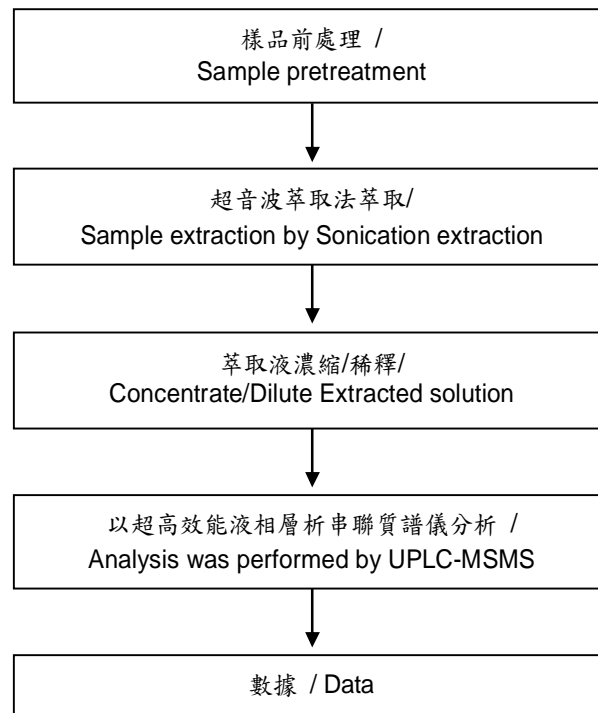 樣品前處理 /
Sample pretreatment
超音波萃取法萃取/
Sample extraction by Sonication extraction
萃取液濃縮/稀釋/
Concentrate/Dilute Extracted solution
以超高效能液相層析串聯質譜儀分析 /
Analysis was performed by UPLC-MSMS
數據 / Data